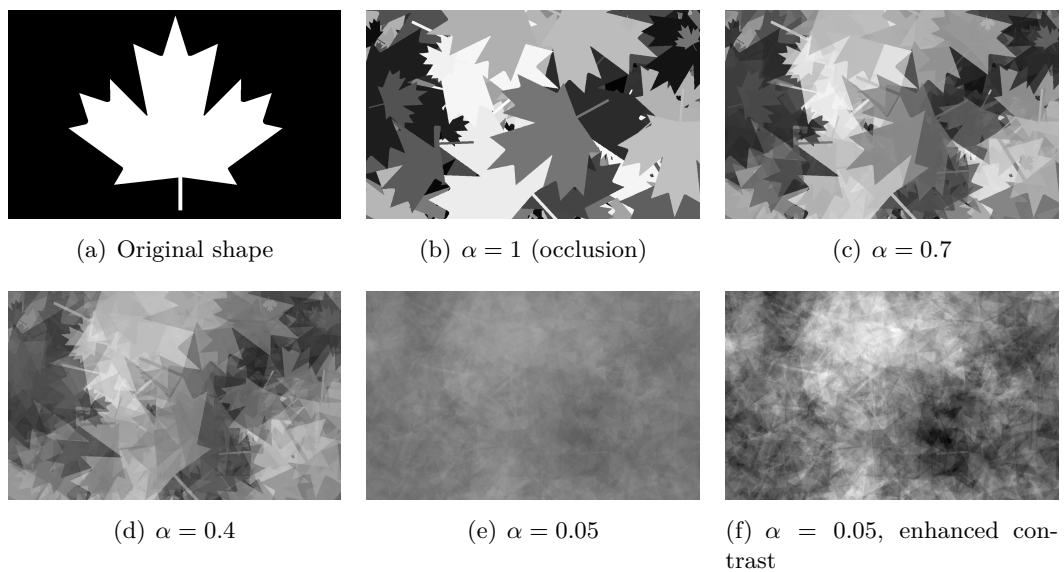 (a) Original shape
(b) α = 1 (occlusion)
(c) α = 0.7
(d) α = 0.4
(e) α = 0.05
(f) α = 0.05, enhanced con-
trast